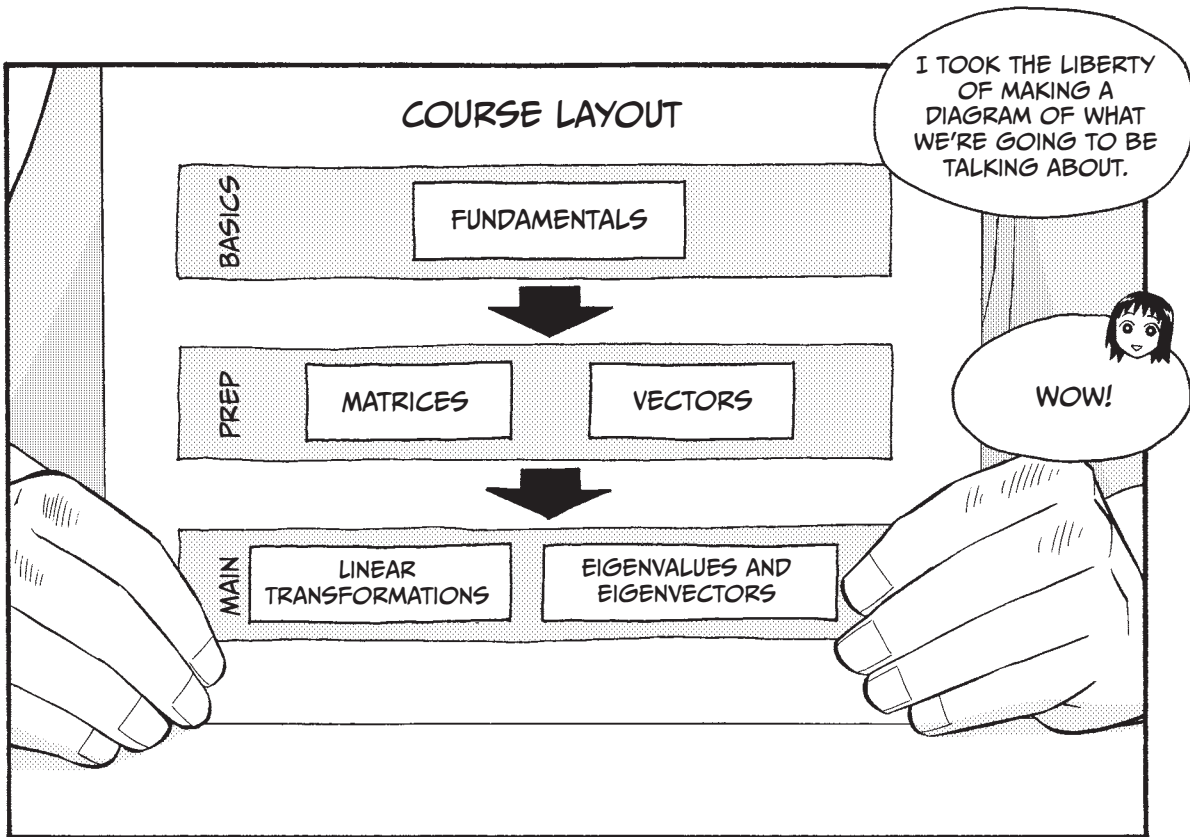 I TOOK THE LIBERTY
OF MAKING A
DIAGRAM OF WHAT
WE'RE GOING TO BE
TALKING ABOUT.
COURSE LAYOUT
BASICS
FUNDAMENTALS
WOW!
PREP
MATRICES
VECTORS
MAIN
LINEAR
TRANSFORMATIONS
EIGENVALUES AND
EIGENVECTORS